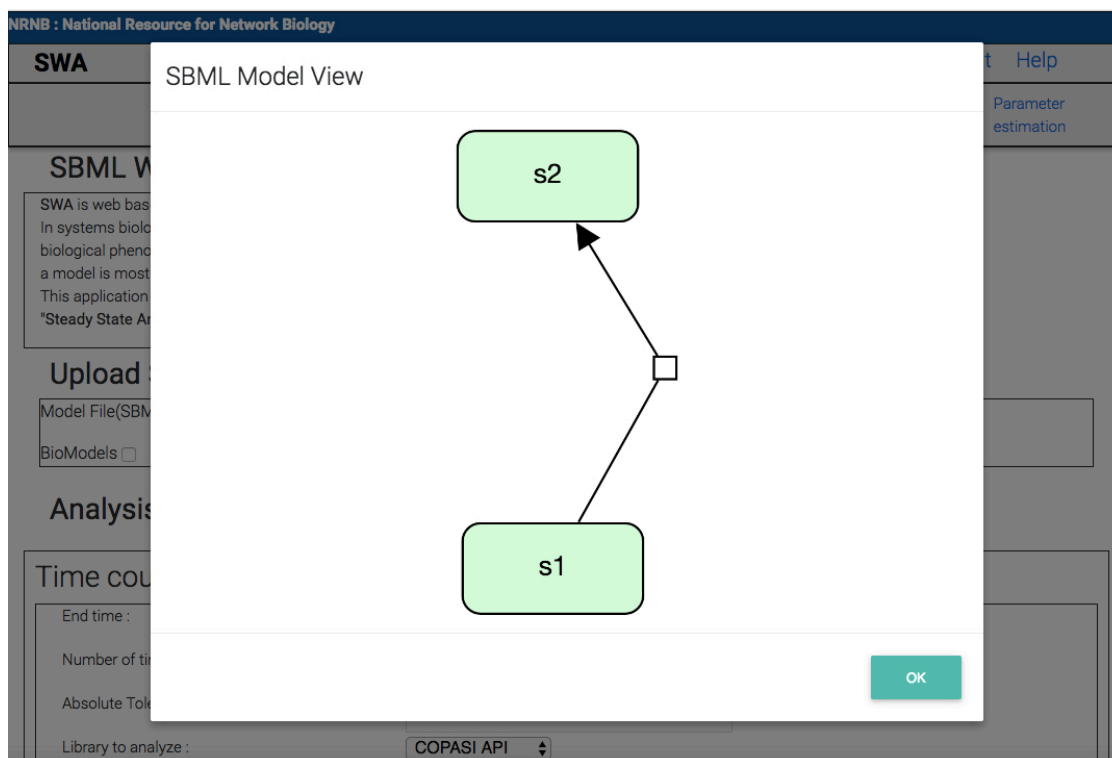 NRNB : National Resource for Network Biology
SWA
t Help
Parameter
estimation
SBML Model View
s2
s1
OK
SBML W
SWA is web bas
In systems biolo
biological pheno
a model is most
This application
"Steady State An
Upload
Model File(SBM
BioModels
Analysis
Time cou
End time :
Number of ti
Absolute Tole
Library to analyze :
COPASI API